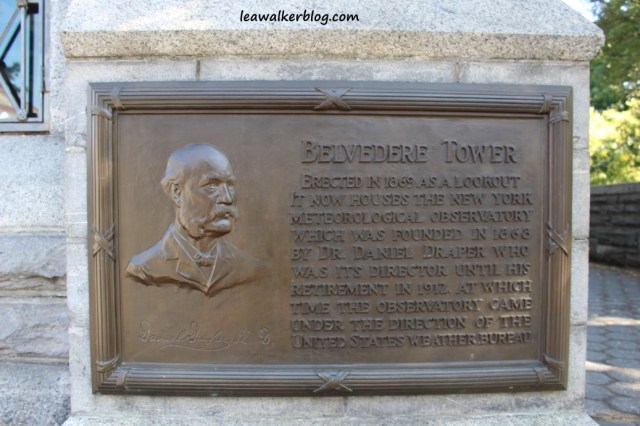 leawalkerblog.com
BELVEDERE TOWER
ERECTED IN 1869, AS A LOOKOUT
IT NOW HOUSES THE NEW YORK
METEOROLOGICAL OBSERVATORY
WHICH WAS FOUNDED IN 1868
BY DR. DANIEL DRAPER WHO
WAS ITS DIRECTOR UNTIL HIS
RETIREMENT IN 1912. AT WHICH
TIME THE OBSERVATORY CAME
UNDER THE DIRECTION OF THE
UNITED STATES WEATHER BUREAU
Daniel Draper